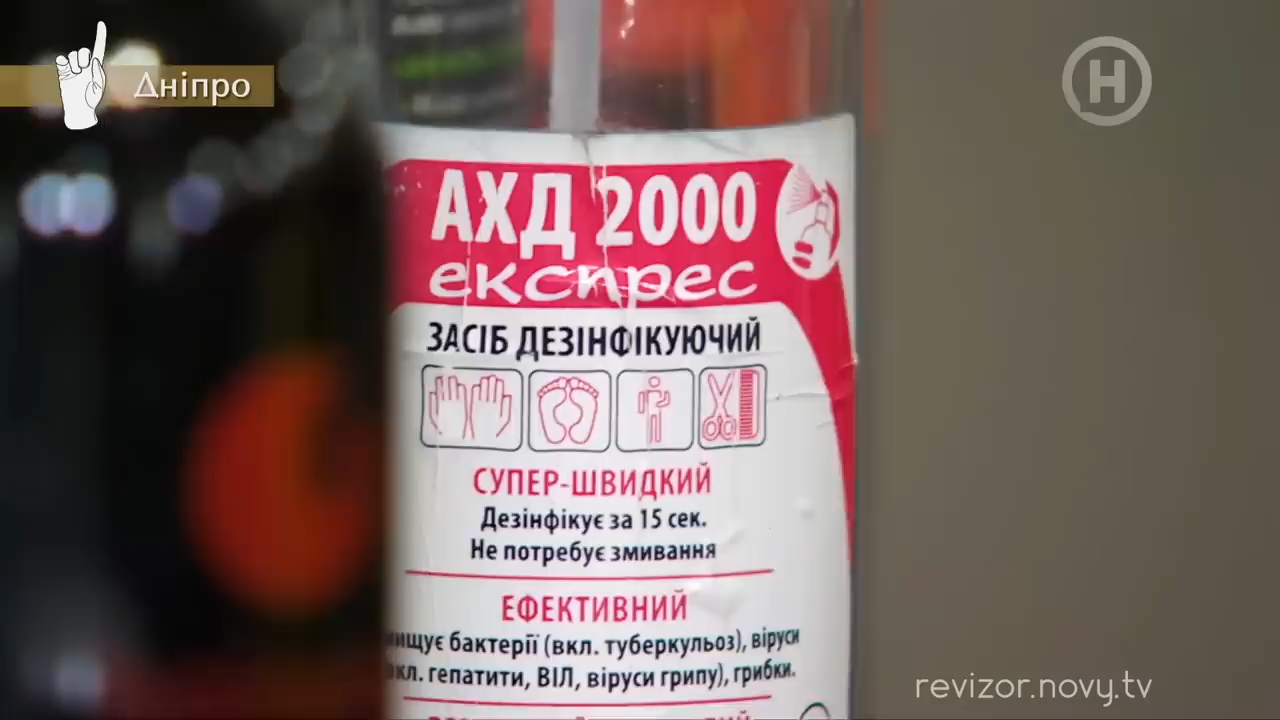 Дніпро
Н
АХД 2000
експрес
ЗАСІБ ДЕЗІНФІКУЮЧИЙ
СУПЕР-ШВИДКИЙ
Дезінфікує за 15 сек.
Не потребує змивання
ЕФЕКТИВНИЙ
бактерії (вкл. туберкульоз), віруси
гепатити, ВІЛ, віруси грипу), грибки.
revizor.novy.tv